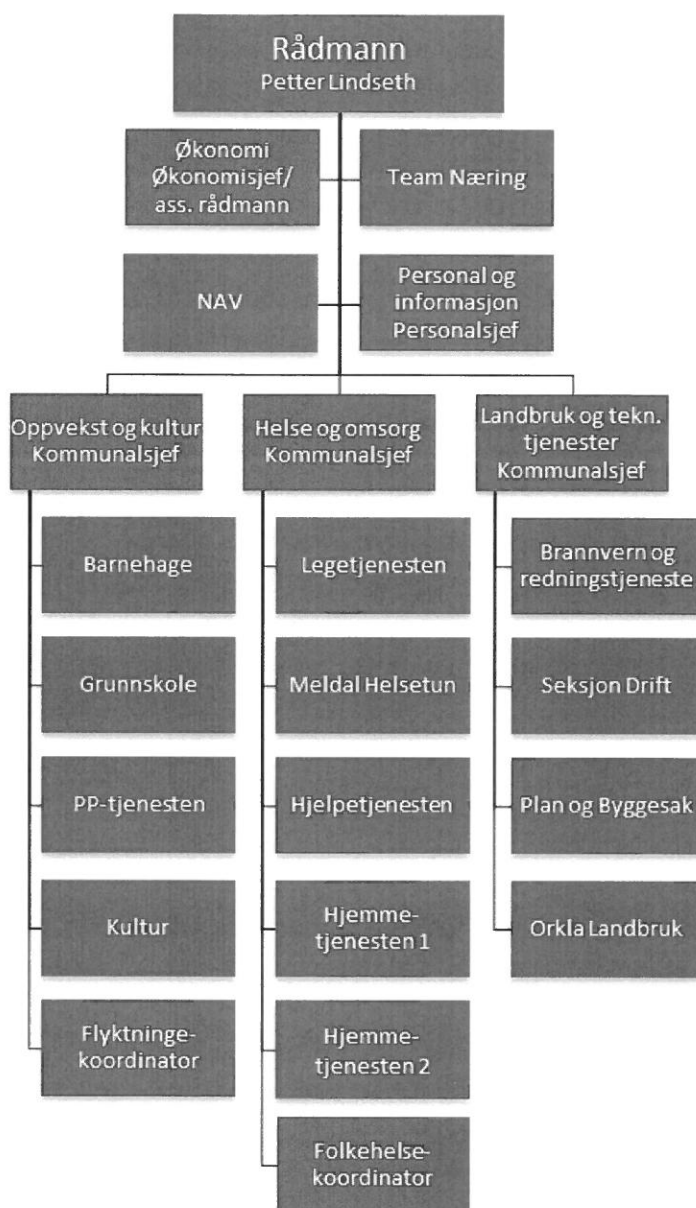 Rådmann
Petter Lindseth
Økonomi
Økonomisjef/
ass. rådmann
Team Næring
NAV
Personal og
informasjon
Personalsjef
Oppvekst og kultur
Kommunalsjef
Barnehage
Grunnskole
PP-tjenesten
Kultur
Flyktninge-
koordinator
Helse og omsorg
Kommunalsjef
Legetjenesten
Meldal Helsetun
Hjelpetjenesten
Hjemme-
tjenesten 1
Hjemme-
tjenesten 2
Folkehelse-
koordinator
Landbruk og tekn.
tjenester
Kommunalsjef
Brannvern og
redningstjeneste
Seksjon Drift
Plan og Byggesak
Orkla Landbruk